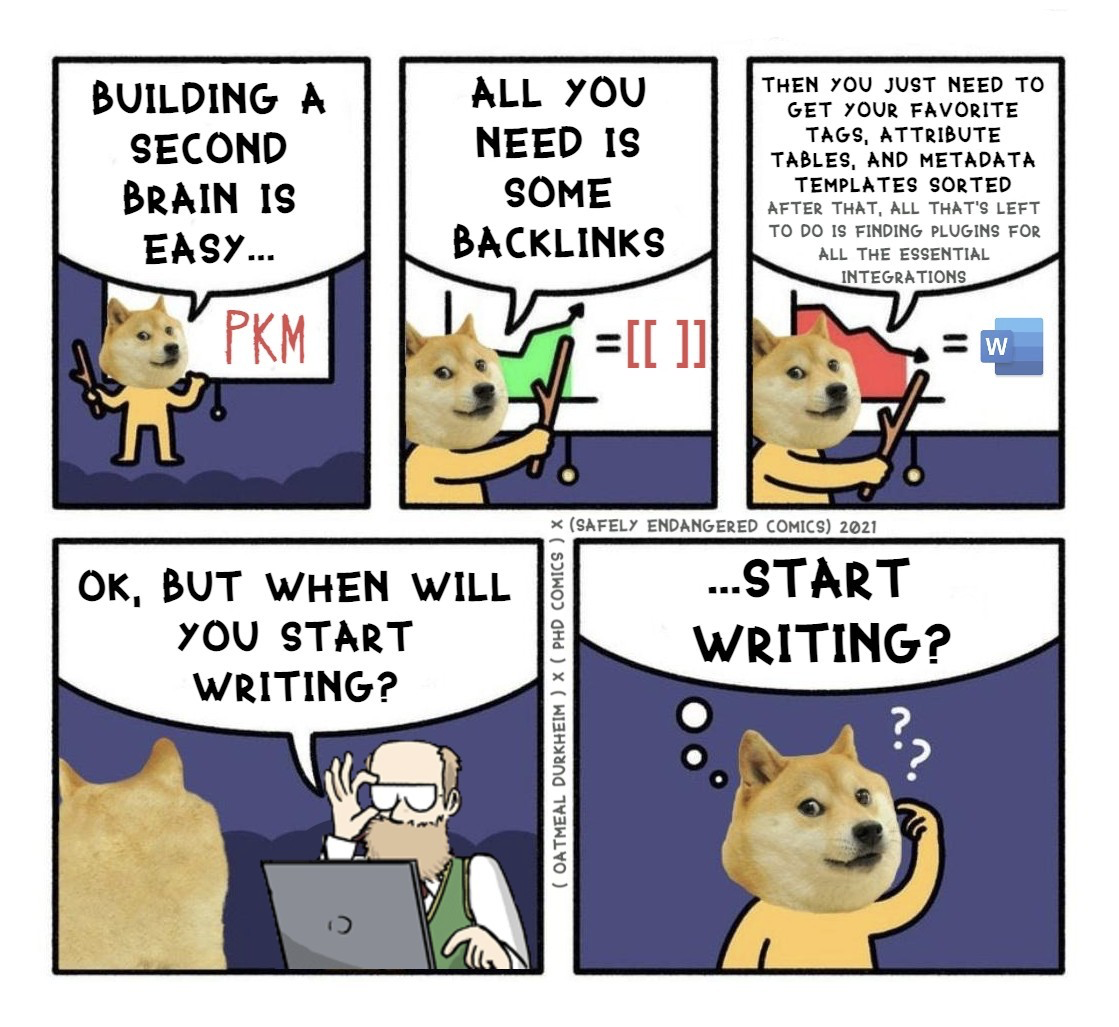 BUILDING A
SECOND
BRAIN IS
EASY...
PKM
ALL YOU
NEED IS
SOME
BACKLINKS
=[[ ]]
THEN YOU JUST NEED TO
GET YOUR FAVORITE
TAGS, ATTRIBUTE
TABLES, AND METADATA
TEMPLATES SORTED
AFTER THAT, ALL THAT'S LEFT
TO DO IS FINDING PLUGINS FOR
ALL THE ESSENTIAL
INTEGRATIONS
= W
( OATMEAL DURKHEIM ) X ( PHD COMICS )
X (SAFELY ENDANGERED COMICS) 2021
OK, BUT WHEN WILL
YOU START
WRITING?
...START
WRITING?
? ?